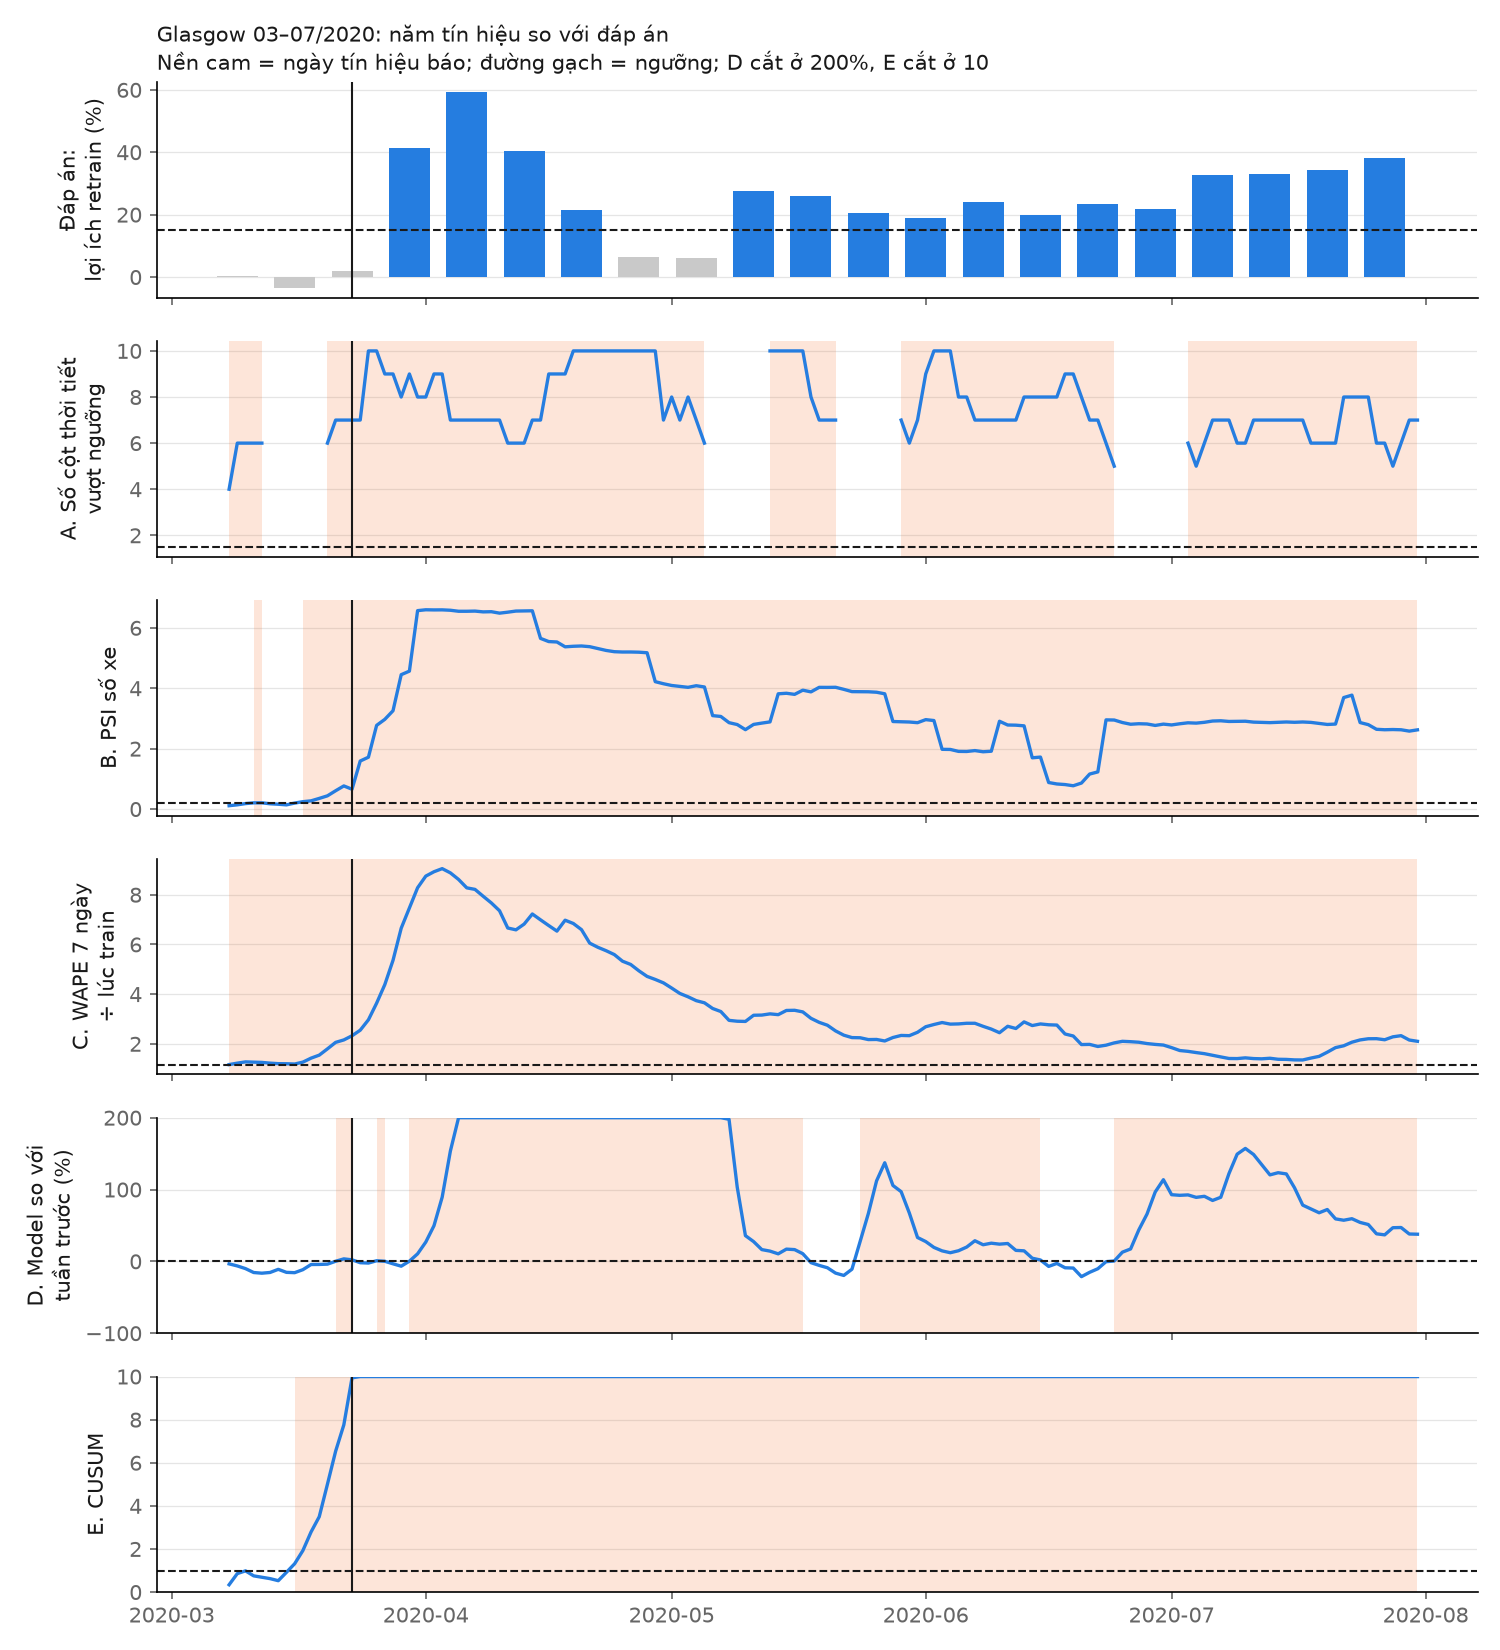 Glasgow 03–07/2020: năm tín hiệu so với đáp án
Nền cam = ngày tín hiệu báo; đường gạch = ngưỡng; D cắt ở 200%, E cắt ở 10
Đáp án:
lợi ích retrain (%)
60
40
20
0
A. Số cột thời tiết
vượt ngưỡng
10
8
6
4
2
B. PSI số xe
6
4
2
0
C. WAPE 7 ngày
÷ lúc train
8
6
4
2
D. Model so với
tuần trước (%)
200
100
0
−100
E. CUSUM
10
8
6
4
2
0
2020-03
2020-04
2020-05
2020-06
2020-07
2020-08